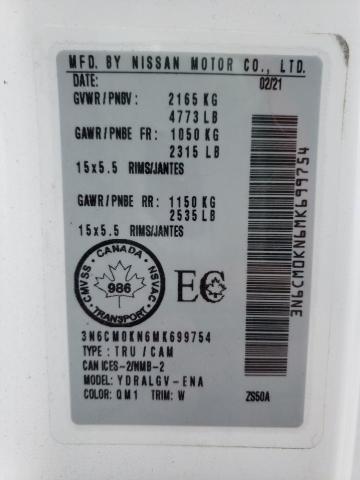 MFD. BY NISSAN MOTOR CO., LTD.
DATE: 02/21
GVWR/PNBV: 2165 KG
4773 LB
GAWR/PNBE FR: 1050 KG
2315 LB
15x5.5 RIMS/JANTES
GAWR/PNBE RR: 1150 KG
2535 LB
15x5.5 RIMS/JANTES
CANADA
CMVSS
NSVAC
986
TRANSPORT
EC
3N6CM0KN6MK699754
TYPE: TRU/CAM
CAN ICES-2/NMB-2
MODEL: YDRALGV-ENA
COLOR: QM1 TRIM: W ZS50A
3N6CM0KN6MK699754